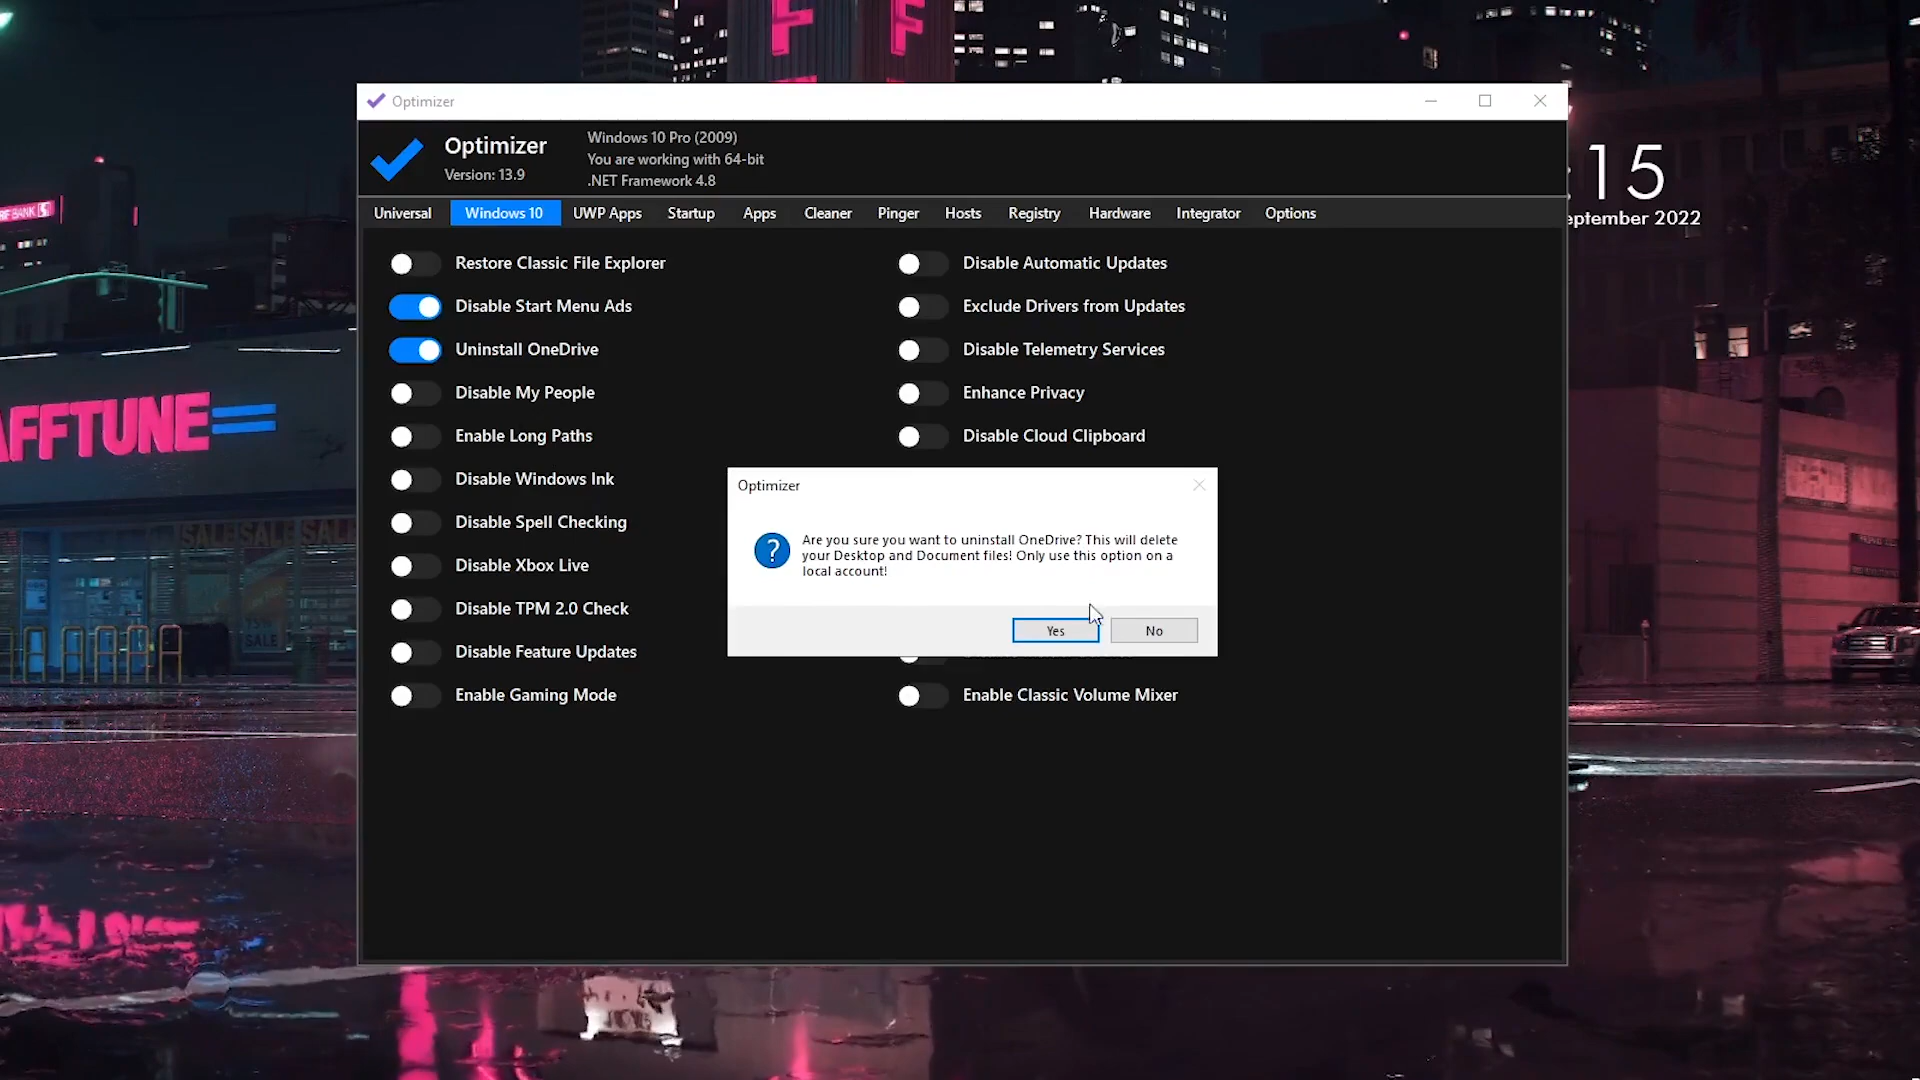 Optimizer
Optimizer
Version: 13.9
Windows 10 Pro (2009)
You are working with 64-bit
.NET Framework 4.8
Universal Windows 10 UWP Apps Startup Apps Cleaner Pinger Hosts Registry Hardware Integrator Options
Restore Classic File Explorer
Disable Start Menu Ads
Uninstall OneDrive
Disable My People
Enable Long Paths
Disable Windows Ink
Disable Spell Checking
Disable Xbox Live
Disable TPM 2.0 Check
Disable Feature Updates
Enable Gaming Mode
Disable Automatic Updates
Exclude Drivers from Updates
Disable Telemetry Services
Enhance Privacy
Disable Cloud Clipboard
Enable Classic Volume Mixer
Optimizer
Are you sure you want to uninstall OneDrive? This will delete
your Desktop and Document files! Only use this option on a
local account!
Yes No
:15
eptember 2022
BANK
AFFTUNE
SALE SALE SALE
SALE